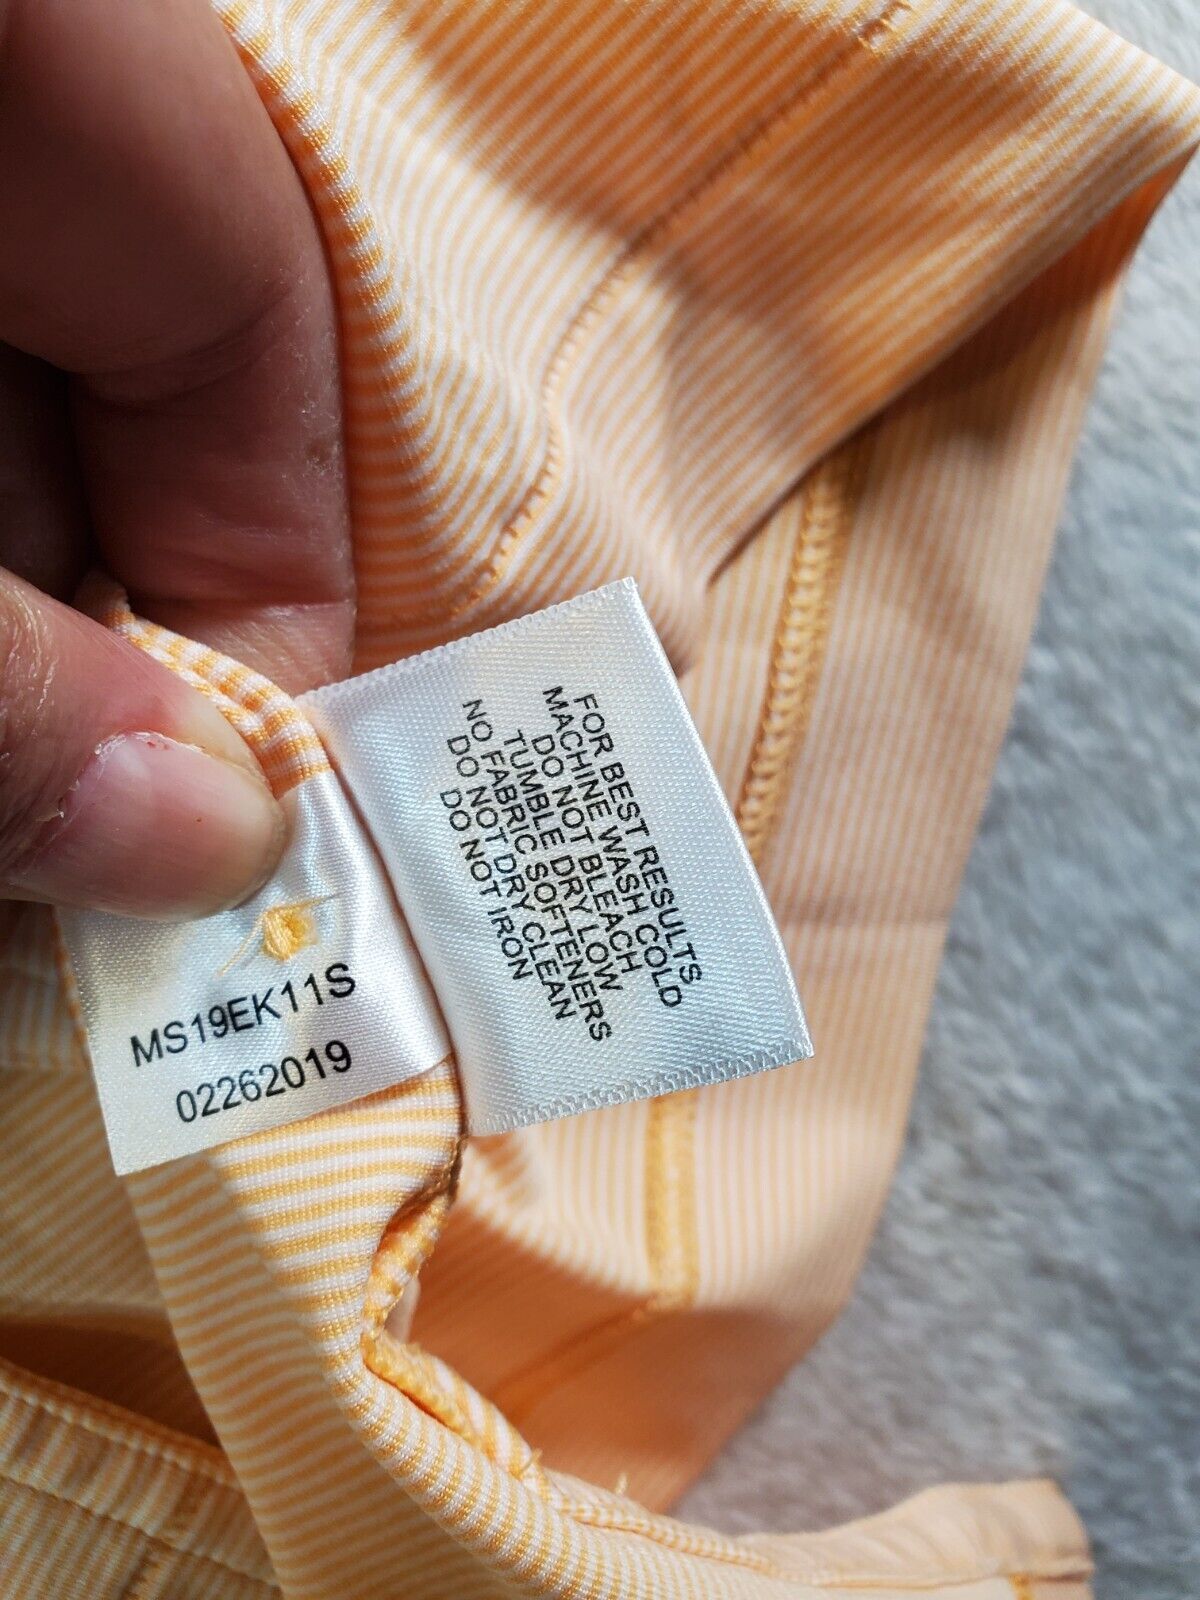 FOR BEST RESULTS
MACHINE WASH COLD
DO NOT BLEACH
TUMBLE DRY LOW
NO FABRIC SOFTENERS
DO NOT DRY CLEAN
DO NOT IRON
MS19EK11S
02262019